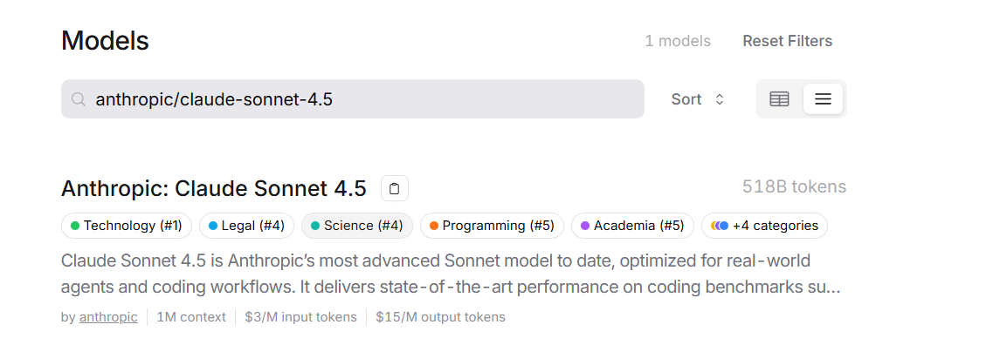 Models
1 models
Reset Filters
anthropic/claude-sonnet-4.5
Sort
Anthropic: Claude Sonnet 4.5
518B tokens
Technology (#1) Legal (#4) Science (#4) Programming (#5) Academia (#5) +4 categories
Claude Sonnet 4.5 is Anthropic’s most advanced Sonnet model to date, optimized for real-world
agents and coding workflows. It delivers state-of-the-art performance on coding benchmarks su...
by anthropic 1M context $3/M input tokens $15/M output tokens